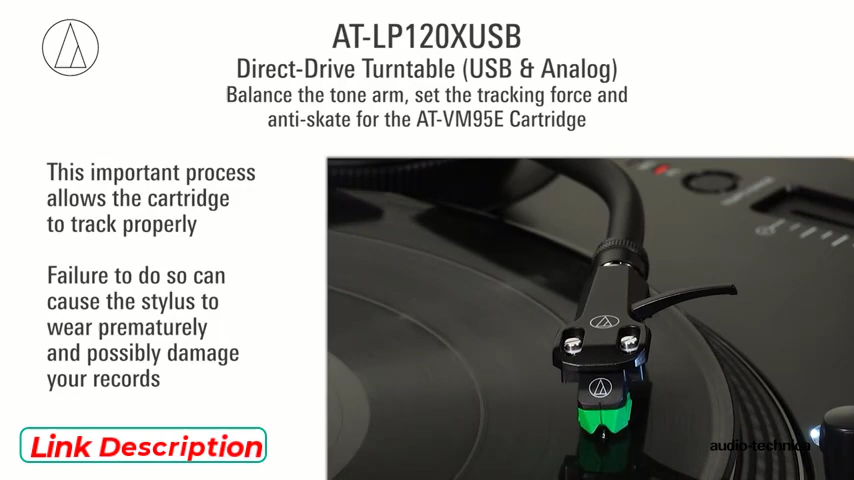 AT-LP120XUSB
Direct-Drive Turntable (USB & Analog)
Balance the tone arm, set the tracking force and
anti-skate for the AT-VM95E Cartridge
This important process
allows the cartridge
to track properly
Failure to do so can
cause the stylus to
wear prematurely
and possibly damage
your records
Link Description
audio-technica